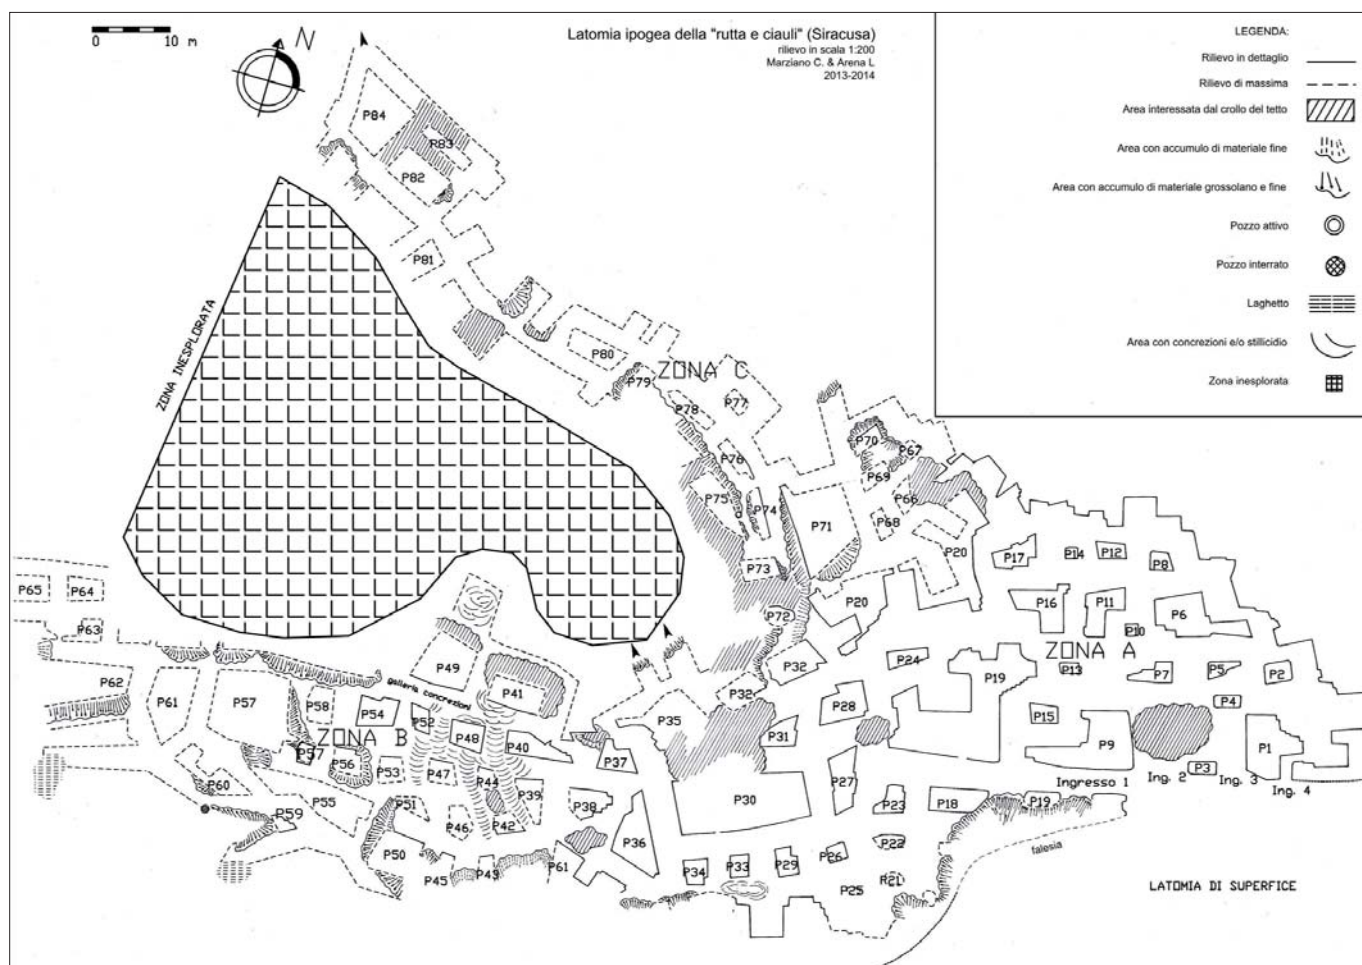 0 10 m
N
Latomia ipogea della "rutta e ciauli" (Siracusa)
rilievo in scala 1:200
Marziano C. & Arena L
2013-2014
LEGENDA:
Rilievo in dettaglio
Rilievo di massima
Area interessata dal crollo del tetto
Area con accumulo di materiale fine
Area con accumulo di materiale grossolano e fine
Pozzo attivo
Pozzo interrato
Laghetto
Area con concrezioni e/o stillicidio
Zona inesplorata
ZONA INESPLORATA
P84
P83
P82
P81
P80
P79
ZONA C
P78
P77
P76
P75
P74
P73
P72
P71
P70
P67
P69
P66
P68
P20
P20
P17
P14
P12
P8
P16
P11
P10
P6
ZONA A
P13
P7
P5
P2
P4
P15
P9
P1
P3
Ingresso 1
Ing. 2
Ing. 3
Ing. 4
P19
P24
P32
P32
P28
P31
P35
P27
P30
P23
P18
P19
P22
P26
P21
P25
P29
P33
P34
P36
P37
P38
falesia
LATOMIA DI SUPERFICE
P65
P64
P63
P62
P61
P57
P58
P54
P52
P49
galleria concrezioni
P41
P48
P40
ZONA B
P57
P56
P53
P47
P44
P39
P60
P55
P51
P46
P42
P59
P50
P45
P43
P61